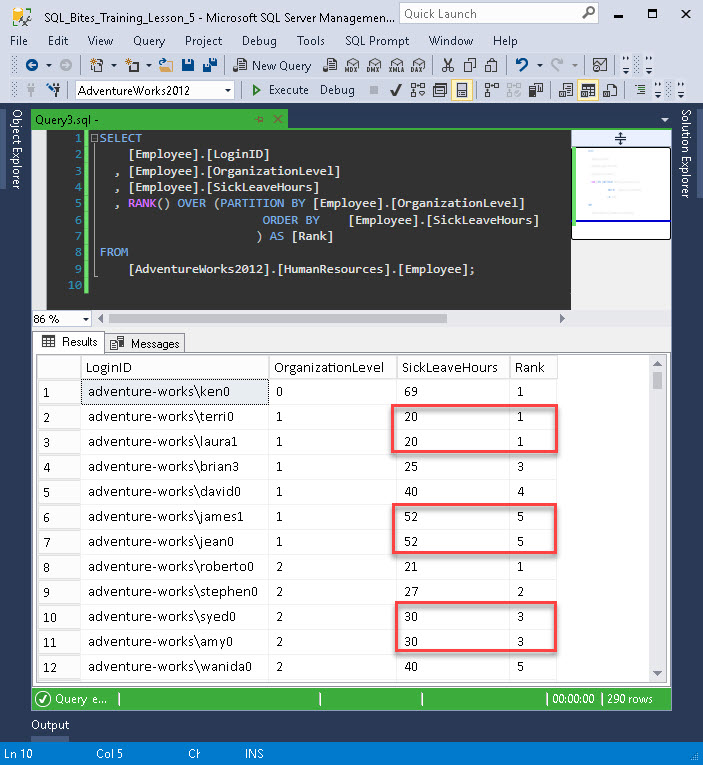 SQL_Bites_Training_Lesson_5 - Microsoft SQL Server Managemen...
Quick Launch
File Edit View Query Project Debug Tools SQL Prompt Window Help
New Query MDX DMX XMLA DAX
AdventureWorks2012 Execute Debug
Object Explorer
Query3.sql -
Solution Explorer
1 SELECT
2 [Employee].[LoginID]
3 , [Employee].[OrganizationLevel]
4 , [Employee].[SickLeaveHours]
5 , RANK() OVER (PARTITION BY [Employee].[OrganizationLevel]
6 ORDER BY [Employee].[SickLeaveHours]
7 ) AS [Rank]
8 FROM
9 [AdventureWorks2012].[HumanResources].[Employee];
10
86 %
Results Messages
LoginID OrganizationLevel SickLeaveHours Rank
1 adventure-works\ken0 0 69 1
2 adventure-works\terri0 1 20 1
3 adventure-works\laura1 1 20 1
4 adventure-works\brian3 1 25 3
5 adventure-works\david0 1 40 4
6 adventure-works\james1 1 52 5
7 adventure-works\jean0 1 52 5
8 adventure-works\roberto0 2 21 1
9 adventure-works\stephen0 2 27 2
10 adventure-works\syed0 2 30 3
11 adventure-works\amy0 2 30 3
12 adventure-works\wanida0 2 40 5
Query e... 00:00:00 290 rows
Output
Ln 10 Col 5 Ch INS